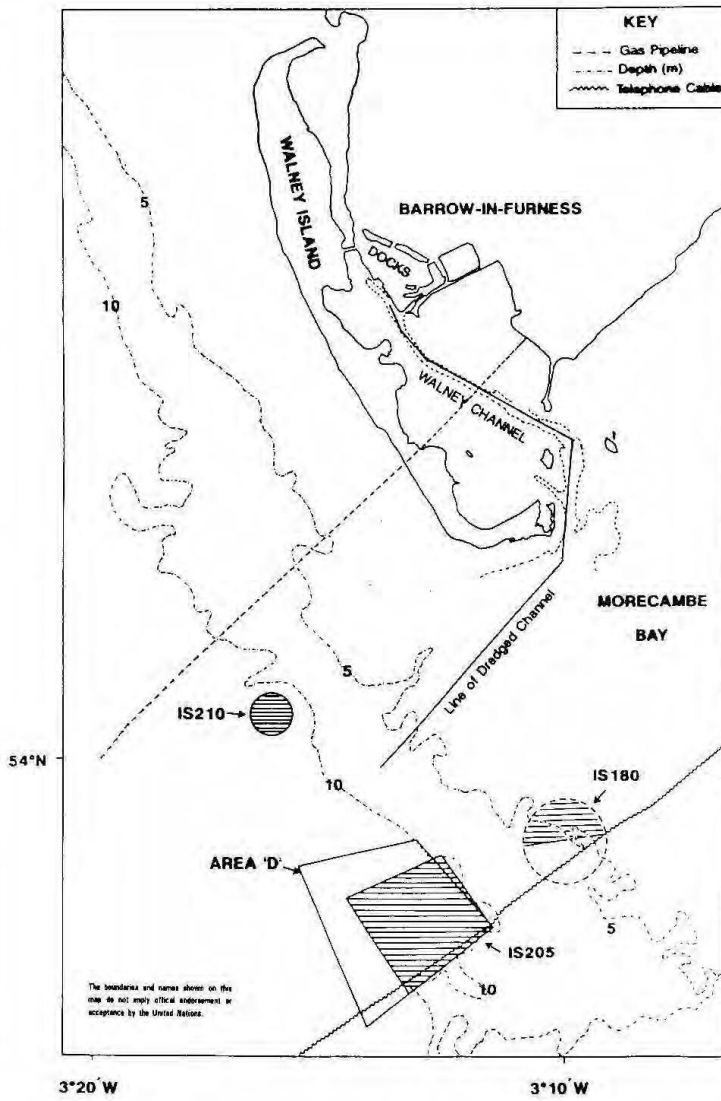 KEY
Gas Pipeline
Depth (m)
Telephone Cable
WALNEY ISLAND
BARROW-IN-FURNESS
DOCKS
5
10
WALNEY CHANNEL
MORECAMBE
BAY
Line of Dredged Channel
5
IS210
54°N
10
IS180
AREA 'D'
5
IS205
10
The boundaries and names shown on this
map do not imply official endorsement or
acceptance by the United Nations.
3°20'W
3°10'W